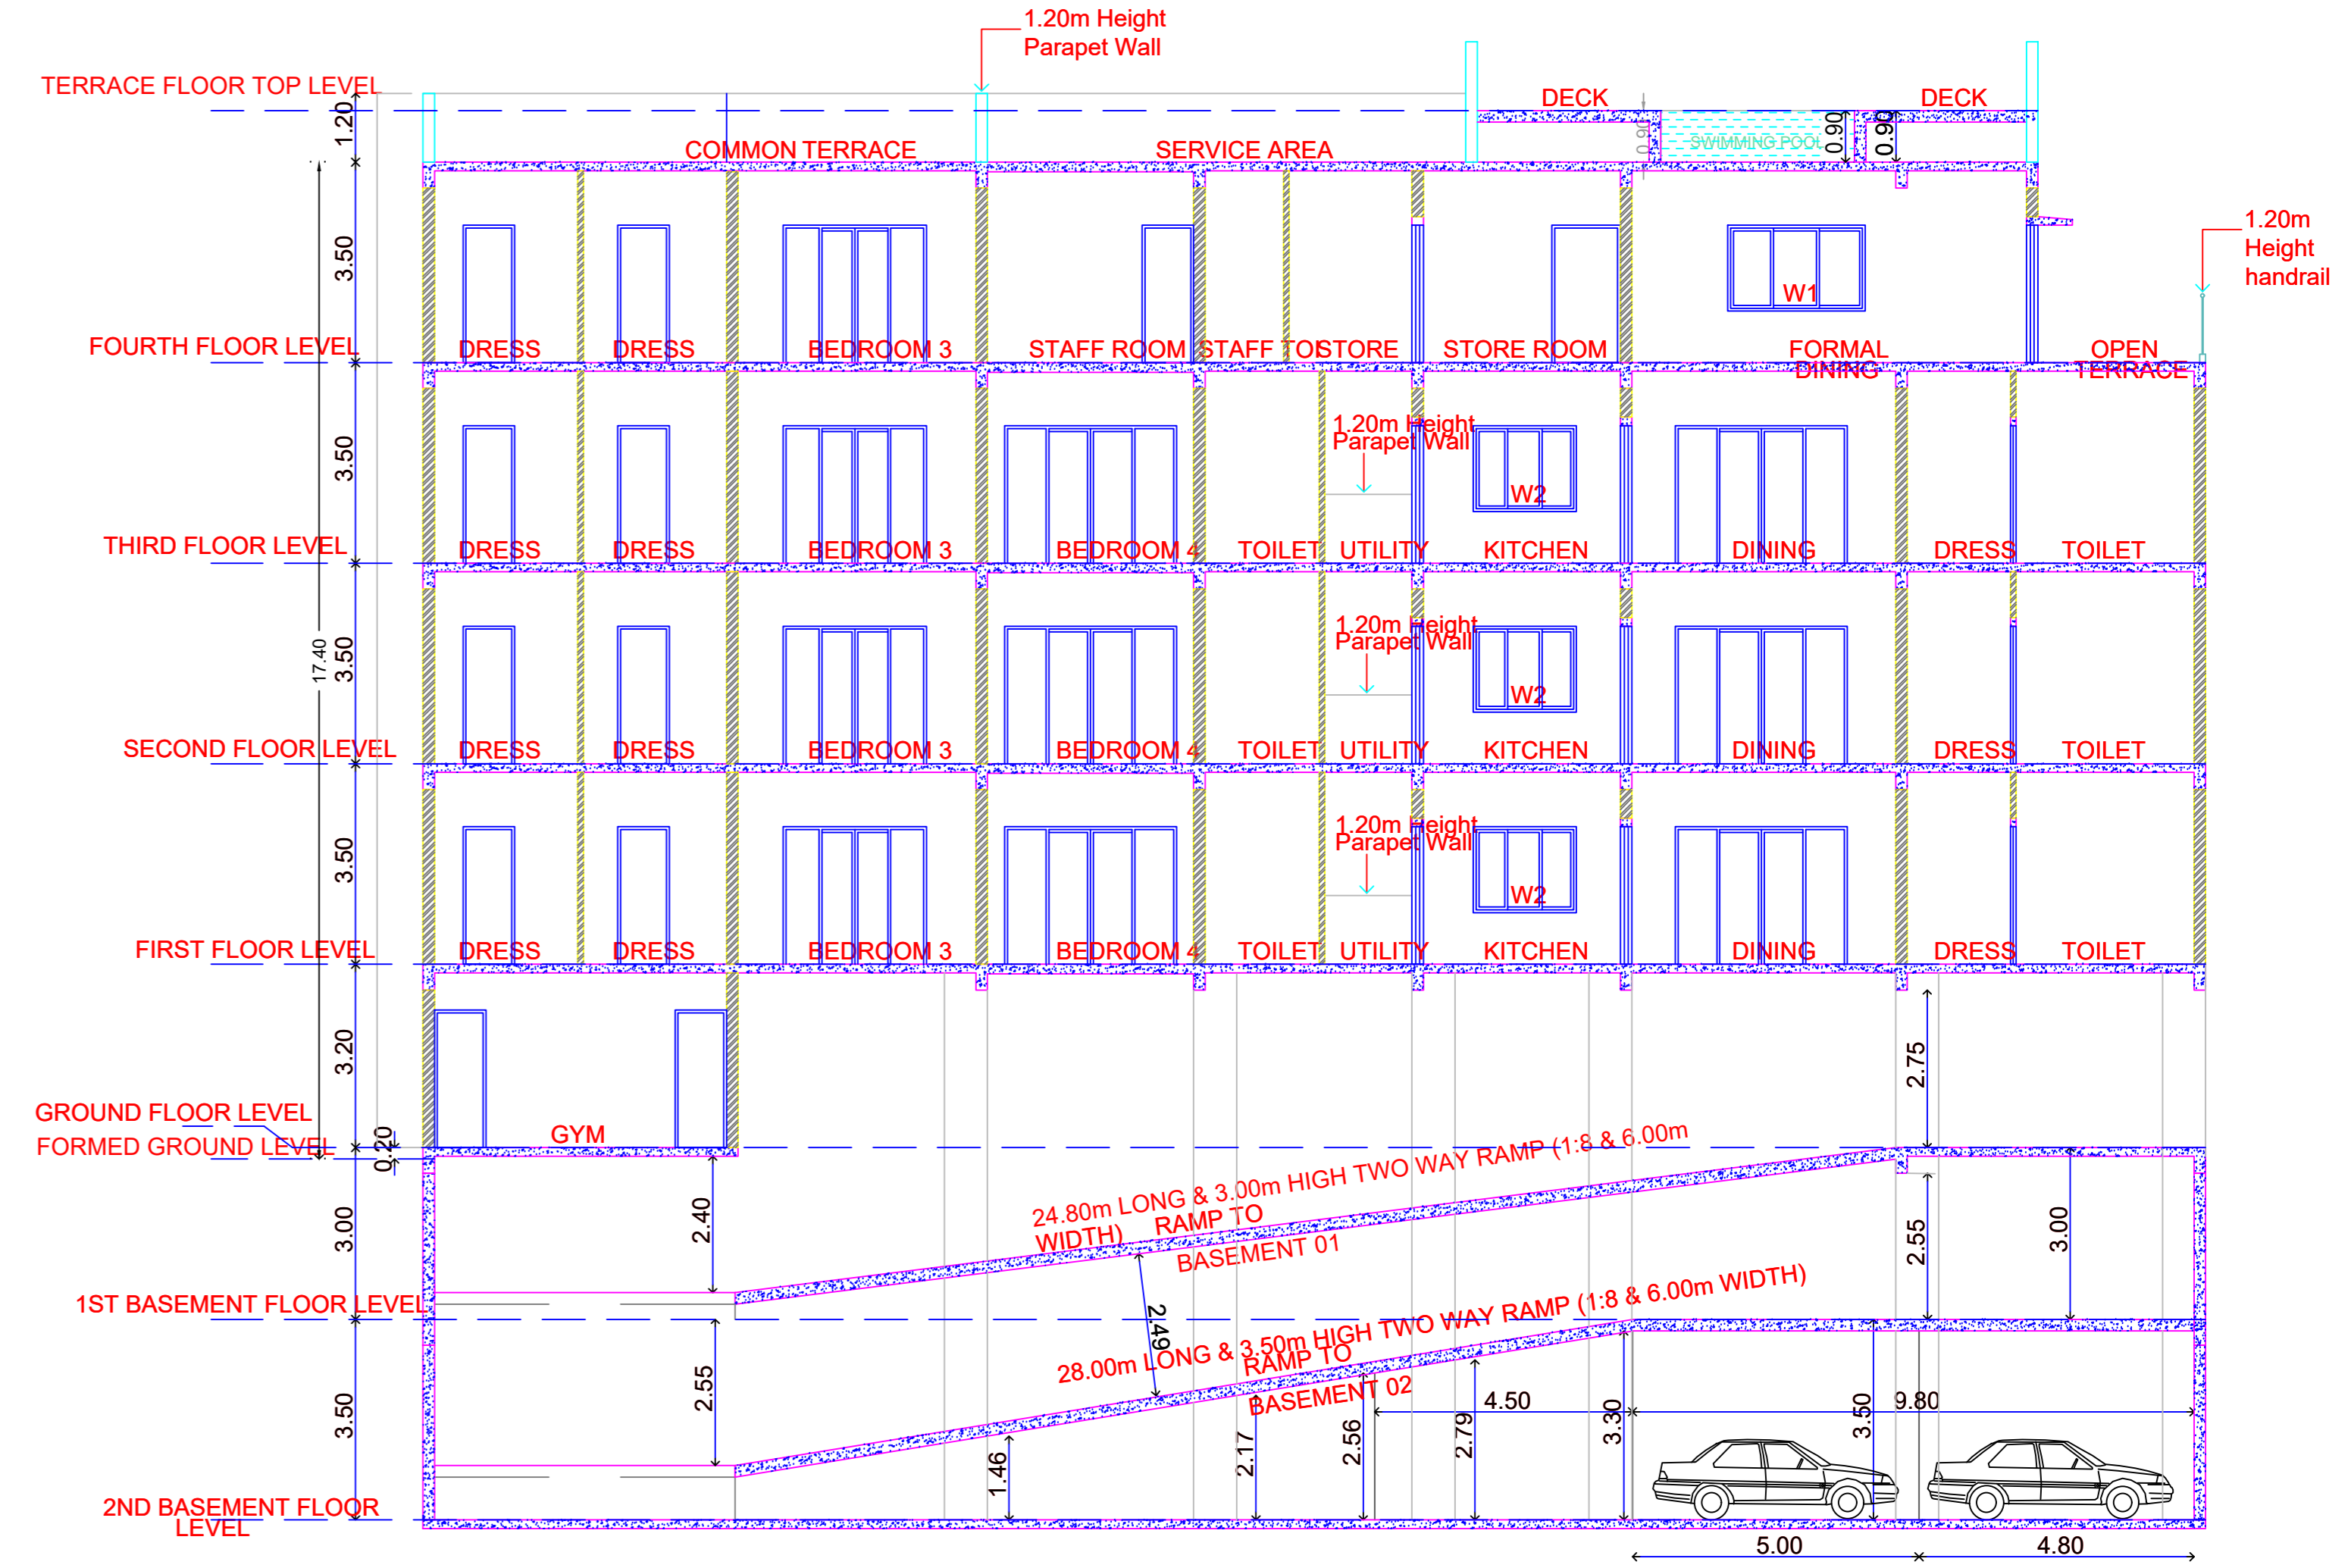 1.20m Height
Parapet Wall
TERRACE FLOOR TOP LEVEL
1.20
DECK
DECK
COMMON TERRACE
SERVICE AREA
0.90
SWIMMING POOL
0.90
0.90
1.20m
Height
handrail
3.50
W1
FOURTH FLOOR LEVEL
DRESS
DRESS
BEDROOM 3
STAFF ROOM
STAFF TOI
STORE
STORE ROOM
FORMAL
DINING
OPEN
TERRACE
3.50
1.20m Height
Parapet Wall
W2
THIRD FLOOR LEVEL
DRESS
DRESS
BEDROOM 3
BEDROOM 4
TOILET
UTILITY
KITCHEN
DINING
DRESS
TOILET
17.40
3.50
1.20m Height
Parapet Wall
W2
SECOND FLOOR LEVEL
DRESS
DRESS
BEDROOM 3
BEDROOM 4
TOILET
UTILITY
KITCHEN
DINING
DRESS
TOILET
3.50
1.20m Height
Parapet Wall
W2
FIRST FLOOR LEVEL
DRESS
DRESS
BEDROOM 3
BEDROOM 4
TOILET
UTILITY
KITCHEN
DINING
DRESS
TOILET
3.20
2.75
GROUND FLOOR LEVEL
GYM
FORMED GROUND LEVEL
0.20
24.80m LONG & 3.00m HIGH TWO WAY RAMP (1:8 & 6.00m
WIDTH) RAMP TO
BASEMENT 01
3.00
2.40
2.55
3.00
1ST BASEMENT FLOOR LEVEL
2.49
28.00m LONG & 3.50m HIGH TWO WAY RAMP (1:8 & 6.00m WIDTH)
RAMP TO
BASEMENT 02
3.50
2.55
1.46
2.17
2.56
4.50
2.79
3.30
3.50
9.80
2ND BASEMENT FLOOR
LEVEL
5.00
4.80